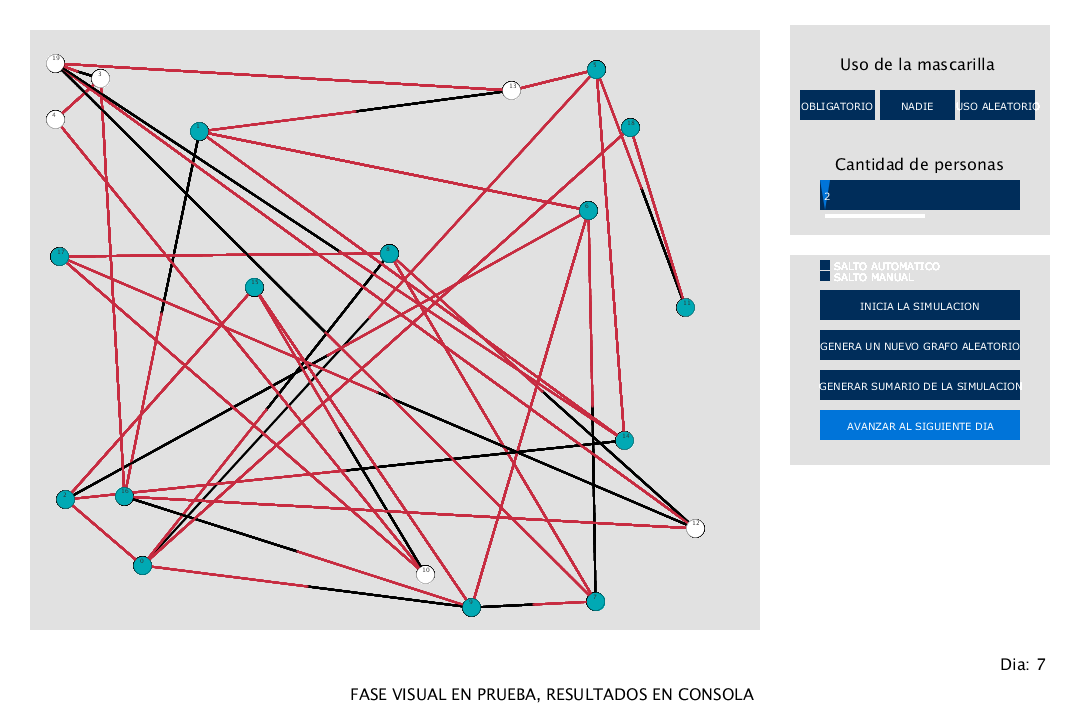 Uso de la mascarilla
OBLIGATORIO
NADIE
USO ALEATORIO
Cantidad de personas
2
SALTO AUTOMATICO
SALTO MANUAL
INICIA LA SIMULACION
GENERA UN NUEVO GRAFO ALEATORIO
GENERAR SUMARIO DE LA SIMULACION
AVANZAR AL SIGUIENTE DIA
19
3
4
13
14
12
10
Dia: 7
FASE VISUAL EN PRUEBA, RESULTADOS EN CONSOLA